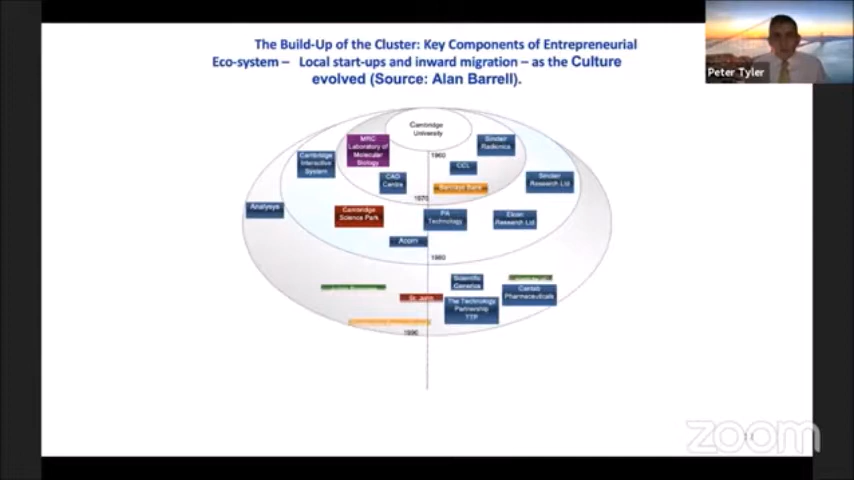 The Build-Up of the Cluster: Key Components of Entrepreneurial
Eco-system – Local start-ups and inward migration – as the Culture
evolved (Source: Alan Barrell).
Peter Tyler
Cambridge
University
MRC
Laboratory of
Molecular
Biology
Sinclair
Radionics
1960
Cambridge
Interactive
System
CCL
CAD
Centre
Barclays Bank
Sinclair
Research Ltd
1970
Analysys
Cambridge
Science Park
PA
Technology
Research Ltd
Acorn
1980
Scientific
Generics
Cantab
Pharmaceuticals
St. John
The Technology
Partnership
TTP
1990
zoom